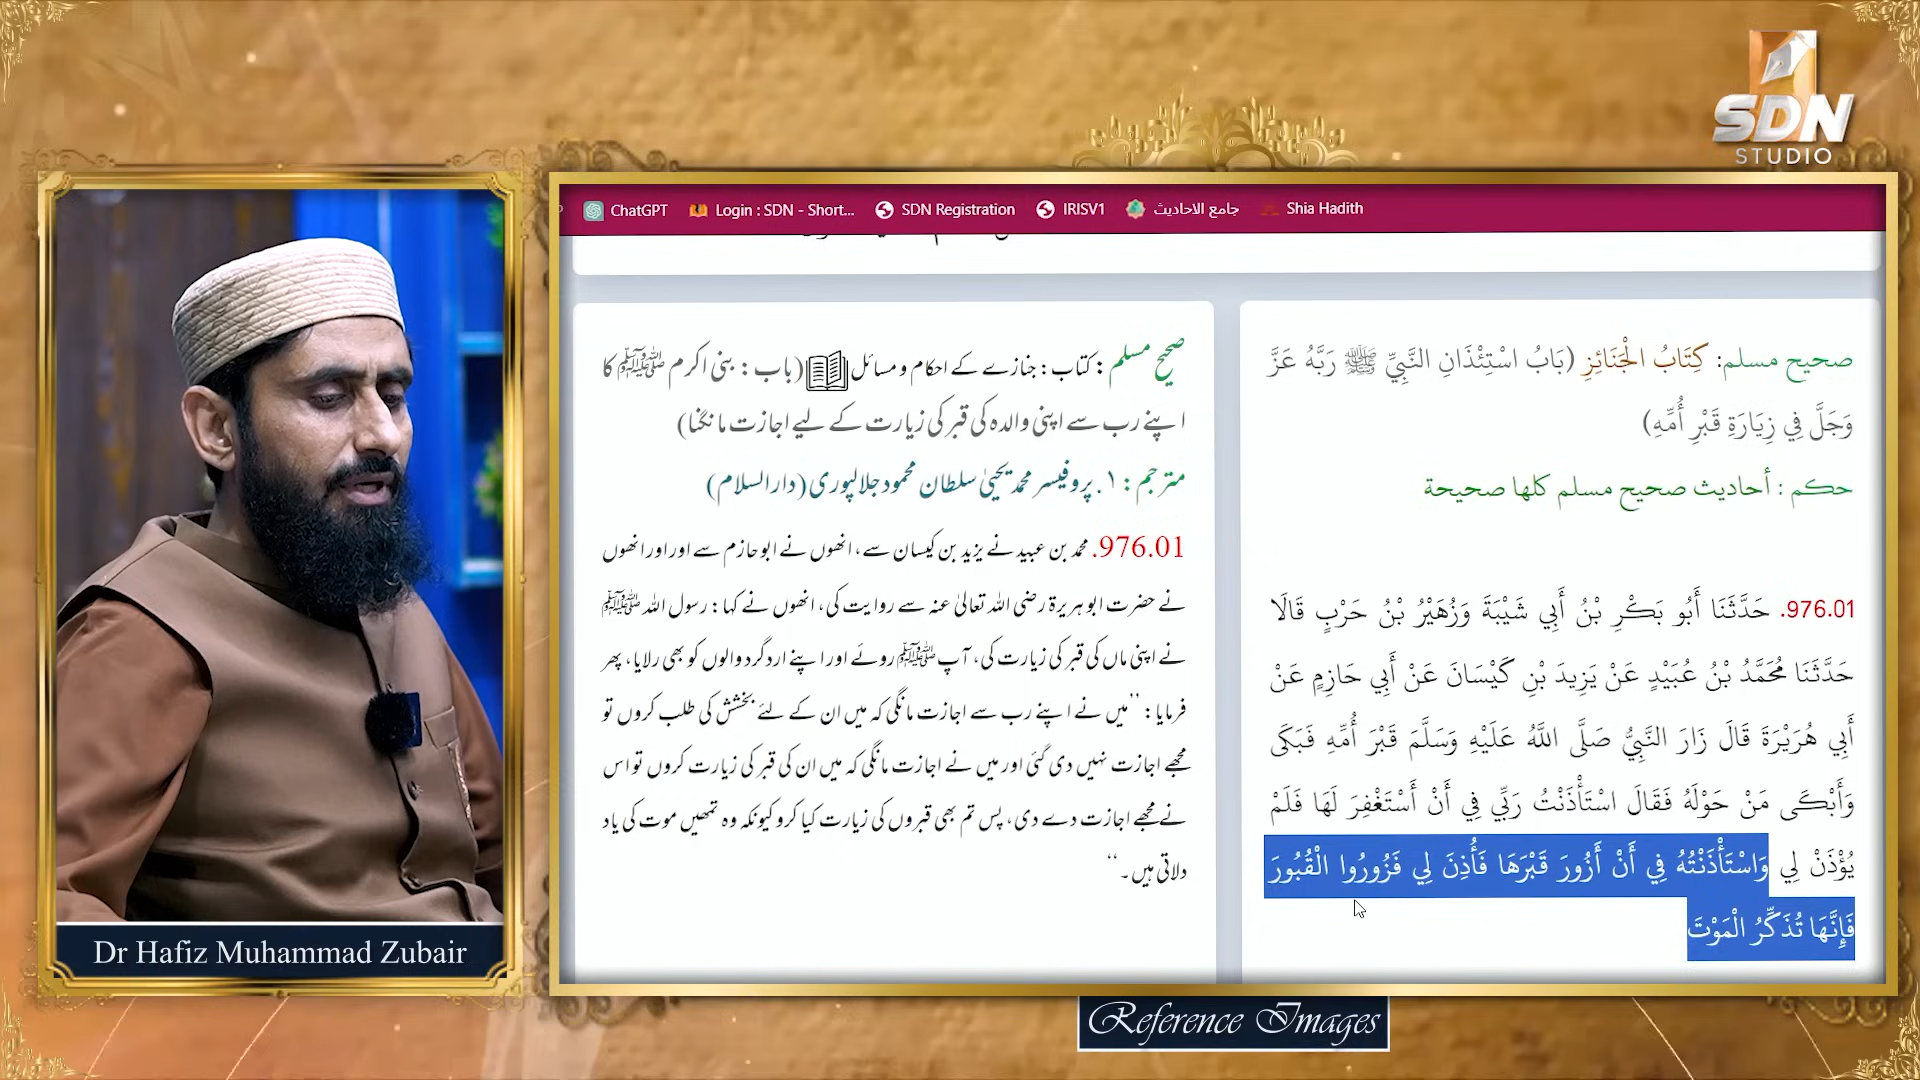 SDN
STUDIO
ChatGPT
Login : SDN - Short...
SDN Registration
IRISV1
جامع الاحاديث
Shia Hadith
صحیح مسلم: کتاب: جنازے کے احکام و مسائل (باب: بنی اکرم ﷺ کا
اپنے رب سے اپنی والدہ کی قبر کی زیارت کے لیے اجازت مانگنا)
مترجم: ۱. پروفیسر محمد یحییٰ سلطان محمود جلالپوری (دار السلام)
976.01. محمد بن عبید نے یزید بن کیسان سے، انھوں نے ابو حازم سے اور اور انھوں
نے حضرت ابو ہریرۃ رضی اللہ تعالیٰ عنہ سے روایت کی، انھوں نے کہا: رسول اللہ ﷺ
نے اپنی ماں کی قبر کی زیارت کی، آپ ﷺ روئے اور اپنے اردگرد والوں کو بھی رلایا، پھر
فرمایا: ’’میں نے اپنے رب سے اجازت مانگی کہ میں ان کے لئے بخشش کی طلب کروں تو
مجھے اجازت نہیں دی گئی اور میں نے اجازت مانگی کہ میں ان کی قبر کی زیارت کروں تو اس
نے مجھے اجازت دے دی، پس تم بھی قبروں کی زیارت کیا کرو کیونکہ وہ تمھیں موت کی یاد
دلاتی ہیں۔‘‘
صحيح مسلم: كِتَابُ الْجَنَائِزِ (بَابُ اسْتِئْذَانِ النَّبِيِّ ﷺ رَبَّهُ عَزَّ
وَجَلَّ فِي زِيَارَةِ قَبْرِ أُمِّهِ)
حكم : أحاديث صحيح مسلم كلها صحيحة
976.01. حَدَّثَنَا أَبُو بَكْرِ بْنُ أَبِي شَيْبَةَ وَزُهَيْرُ بْنُ حَرْبٍ قَالَا
حَدَّثَنَا مُحَمَّدُ بْنُ عُبَيْدٍ عَنْ يَزِيدَ بْنِ كَيْسَانَ عَنْ أَبِي حَازِمٍ عَنْ
أَبِي هُرَيْرَةَ قَالَ زَارَ النَّبِيُّ صَلَّى اللَّهُ عَلَيْهِ وَسَلَّمَ قَبْرَ أُمِّهِ فَبَكَى
وَأَبْكَى مَنْ حَوْلَهُ فَقَالَ اسْتَأْذَنْتُ رَبِّي فِي أَنْ أَسْتَغْفِرَ لَهَا فَلَمْ
يُؤْذَنْ لِي وَاسْتَأْذَنْتُهُ فِي أَنْ أَزُورَ قَبْرَهَا فَأُذِنَ لِي فَزُورُوا الْقُبُورَ
فَإِنَّهَا تُذَكِّرُ الْمَوْتَ
Dr Hafiz Muhammad Zubair
Reference Images